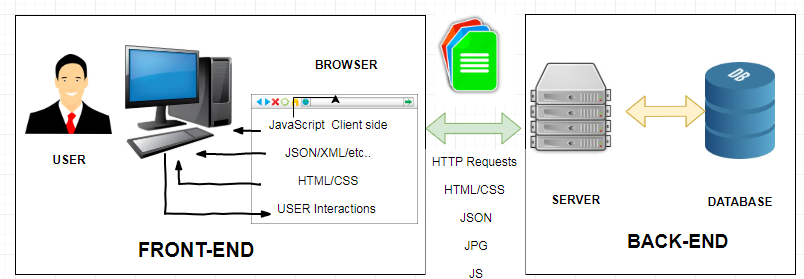 BROWSER
JavaScript Client side
JSON/XML/etc..
HTML/CSS
USER Interactions
USER
FRONT-END
HTTP Requests
HTML/CSS
JSON
JPG
JS
DB
SERVER
DATABASE
BACK-END